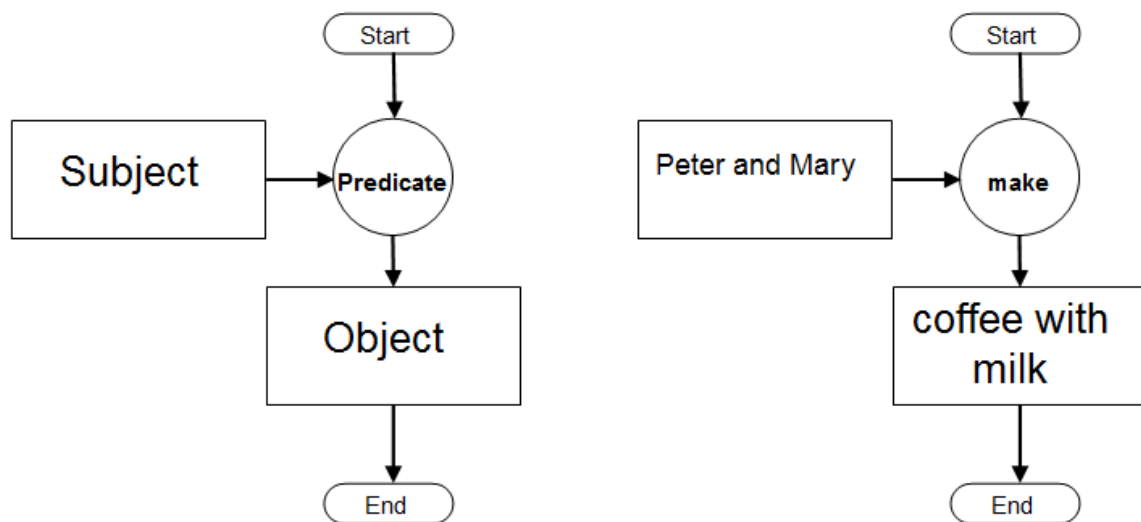 Start
Subject
Predicate
Object
End
Start
Peter and Mary
make
coffee with
milk
End